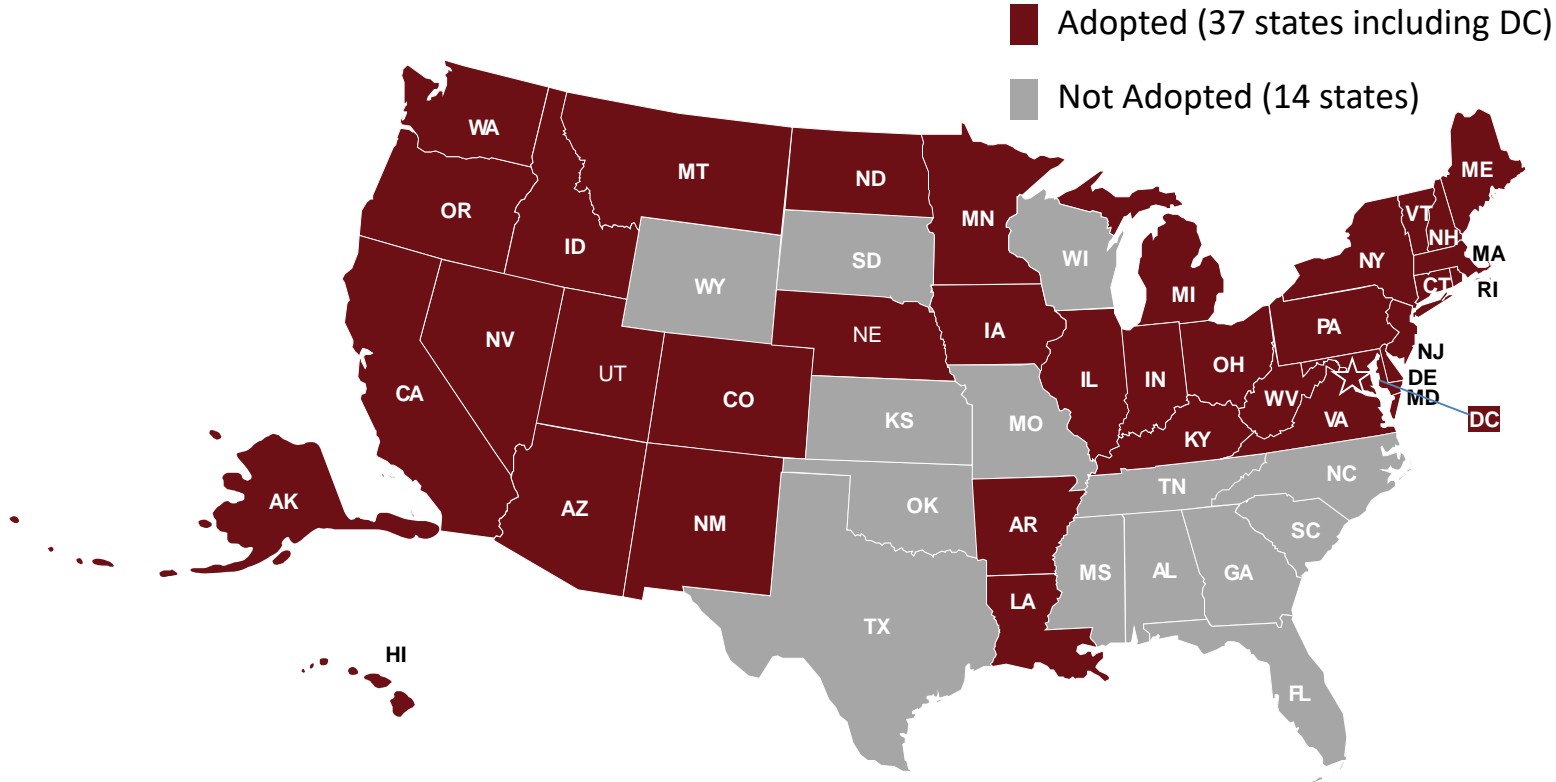 Adopted (37 states including DC)
Not Adopted (14 states)
WA
MT
ND
ME
OR
MN
VT
ID
NH
SD
WI
NY
MA
WY
CT
RI
MI
NE
IA
PA
NV
NJ
UT
OH
DE
CA
CO
IL
IN
WV
MD
KS
MO
VA
DC
KY
NC
TN
AK
AZ
NM
OK
AR
SC
MS
AL
GA
LA
TX
HI
FL